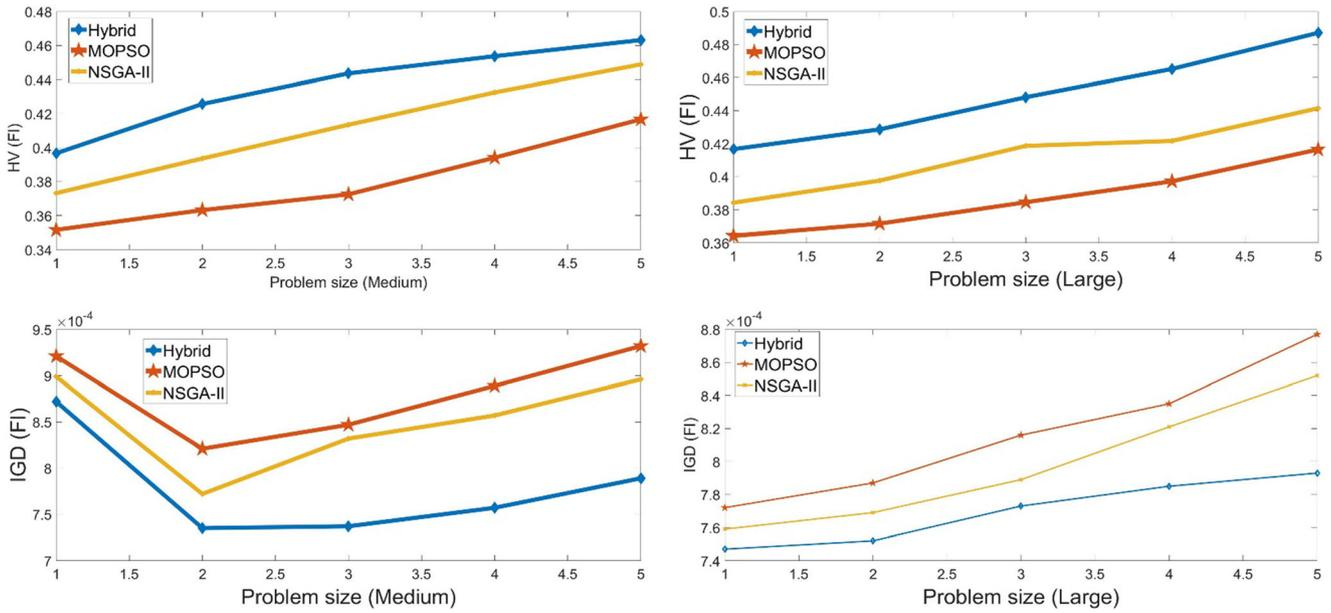 0.48
0.46
0.44
0.42
0.4
0.38
0.36
0.34
HV (FI)
Hybrid
MOPSO
NSGA-II
1 1.5 2 2.5 3 3.5 4 4.5 5
Problem size (Medium)
0.5
0.48
0.46
0.44
0.42
0.4
0.38
0.36
HV (FI)
Hybrid
MOPSO
NSGA-II
1 1.5 2 2.5 3 3.5 4 4.5 5
Problem size (Large)
×10⁻⁴
9.5
9
8.5
8
7.5
7
IGD (FI)
Hybrid
MOPSO
NSGA-II
1 1.5 2 2.5 3 3.5 4 4.5 5
Problem size (Medium)
×10⁻⁴
8.8
8.6
8.4
8.2
8
7.8
7.6
7.4
IGD (FI)
Hybrid
MOPSO
NSGA-II
1 1.5 2 2.5 3 3.5 4 4.5 5
Problem size (Large)